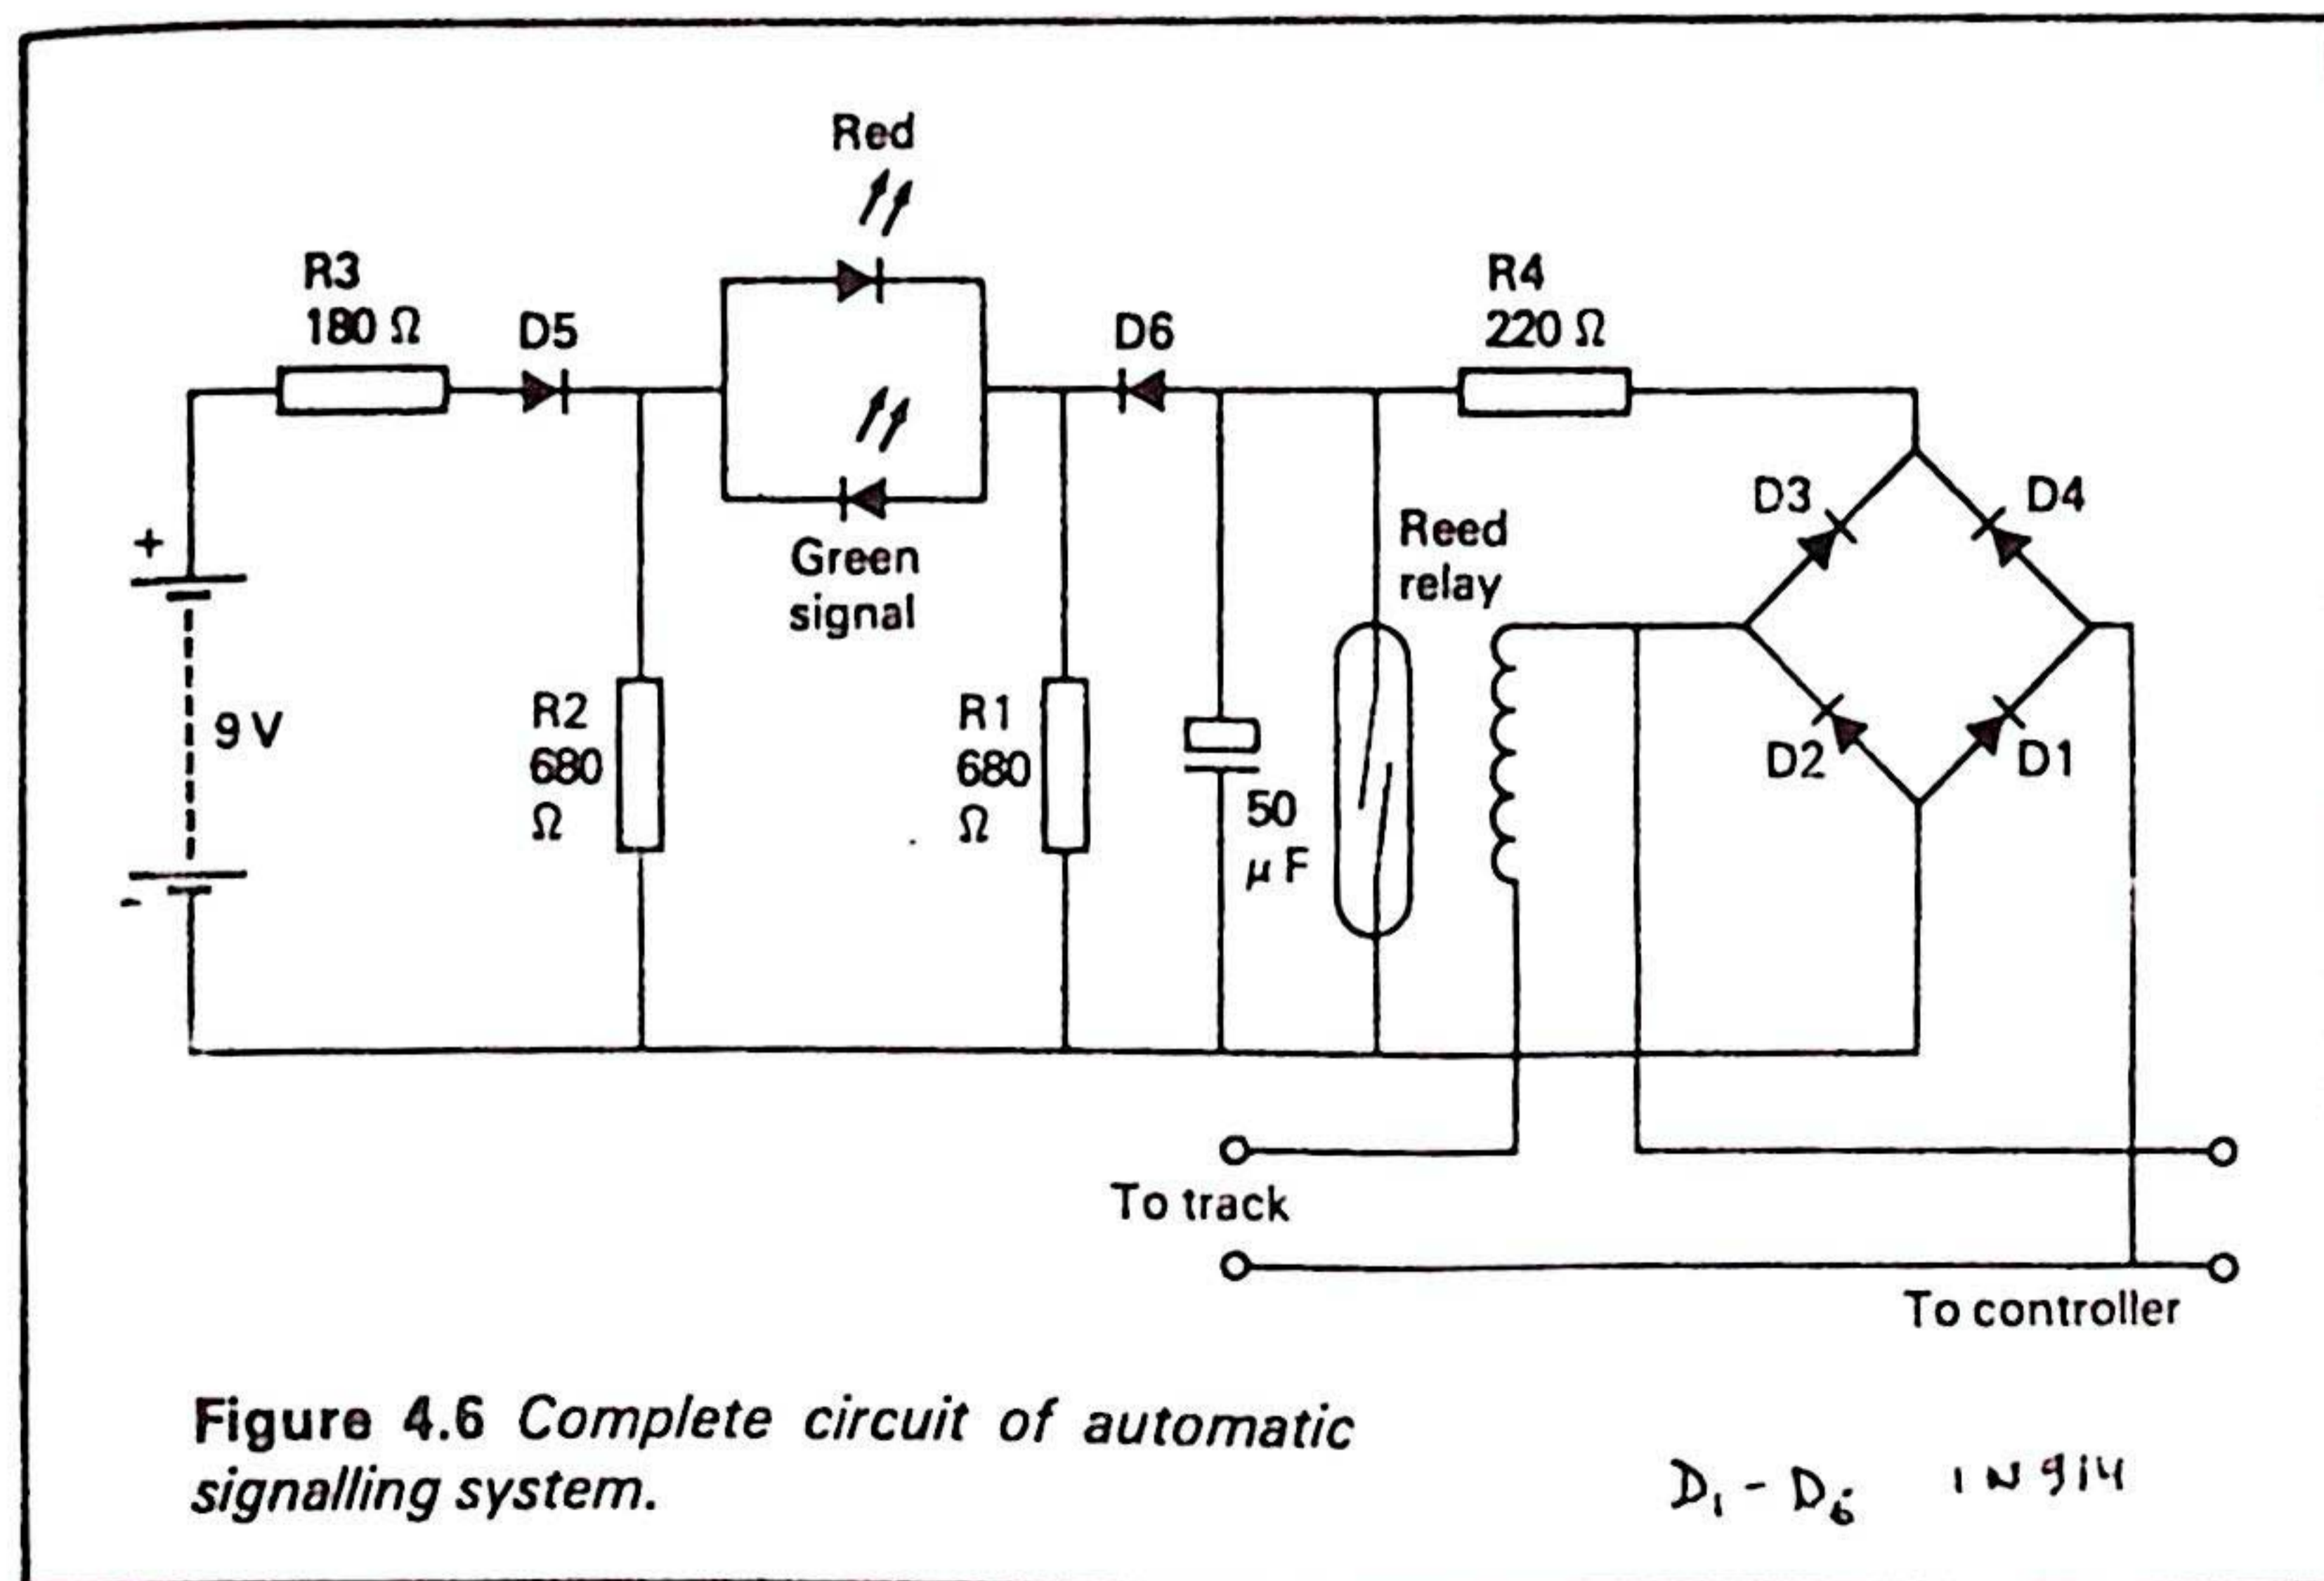 Red
R3
180 Ω
D5
D6
R4
220 Ω
D3
D4
Green
signal
Reed
relay
+
9 V
-
R2
680
Ω
R1
680
Ω
50
μ F
D2
D1
To track
To controller
Figure 4.6 Complete circuit of automatic
signalling system.
D1 - D6 1N914